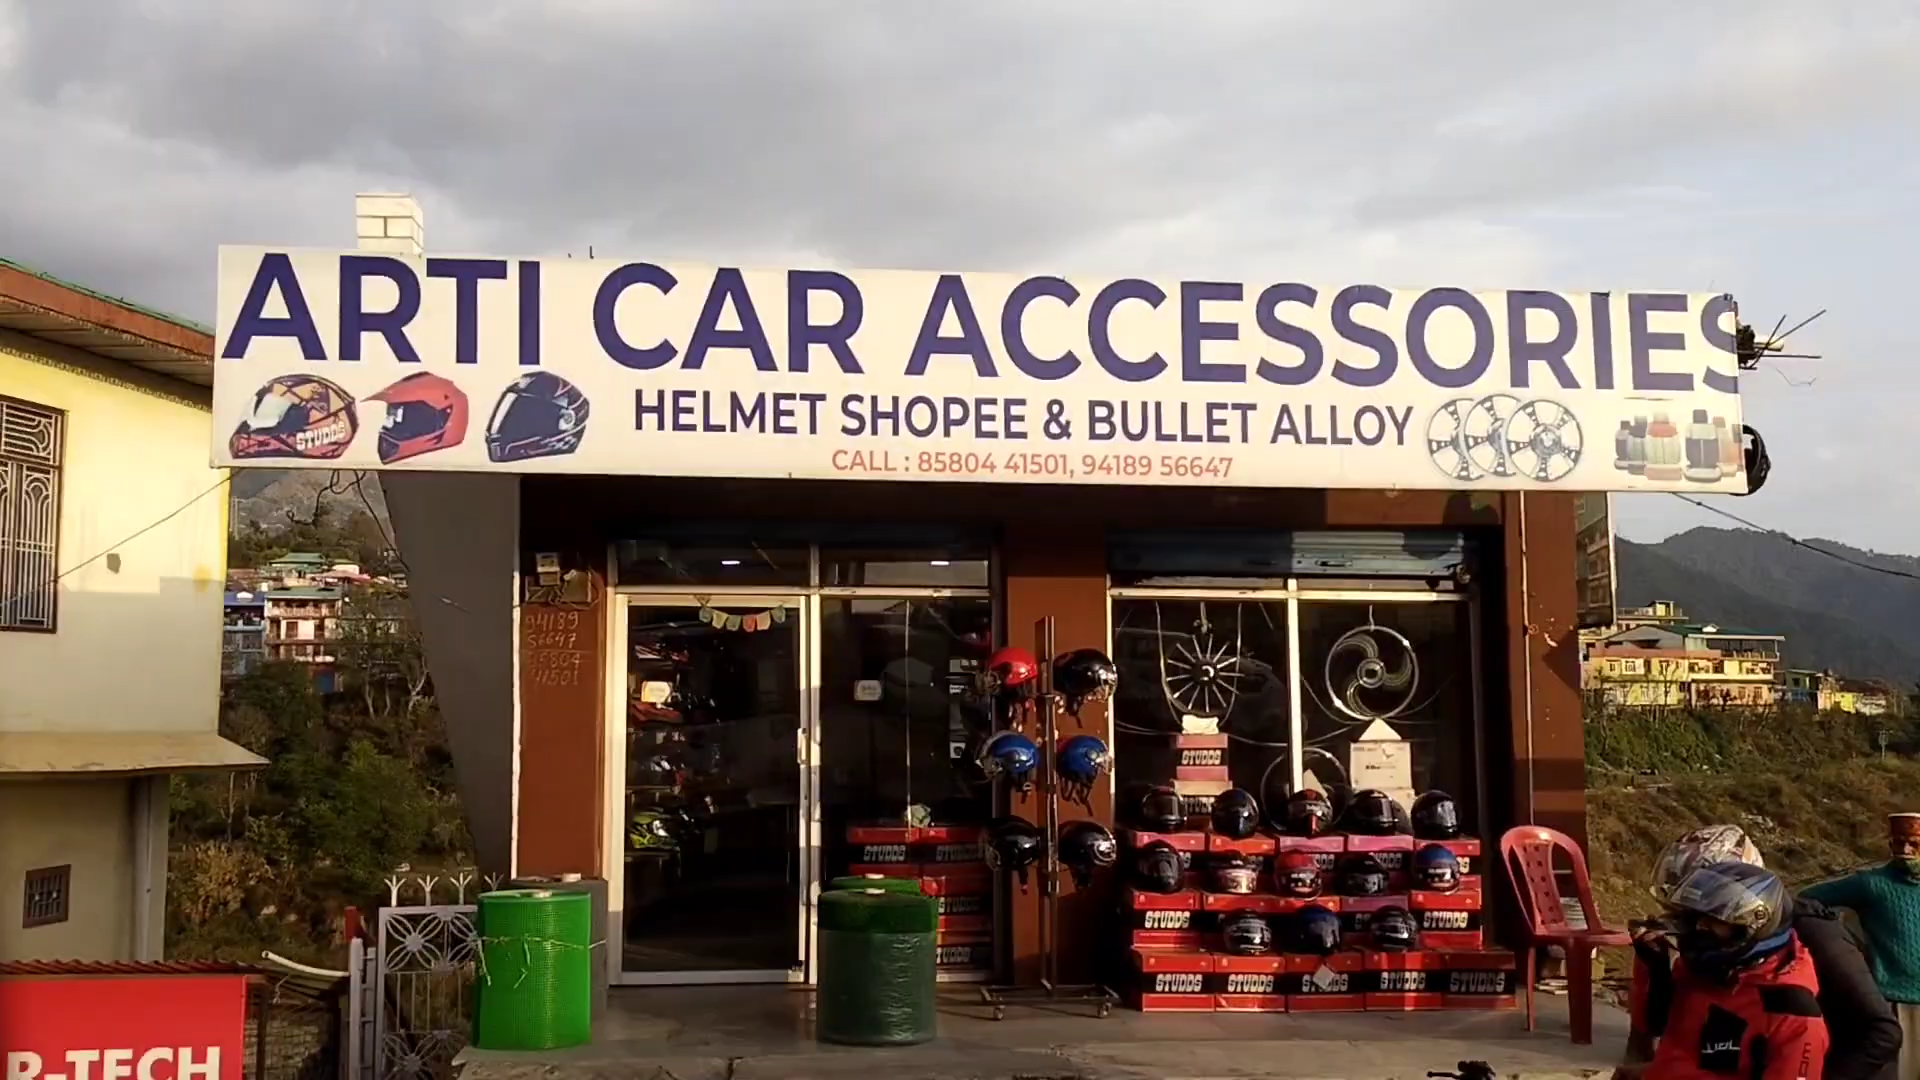 ARTI CAR ACCESSORIES
STUDDS
HELMET SHOPEE & BULLET ALLOY
CALL : 85804 41501, 94189 56647
94189
56647
85804
41501
STUDDS
STUDDS
STUDDS
STUDDS
STUDDS
STUDDS
STUDDS
STUDDS
STUDDS
STUDDS
R-TECH